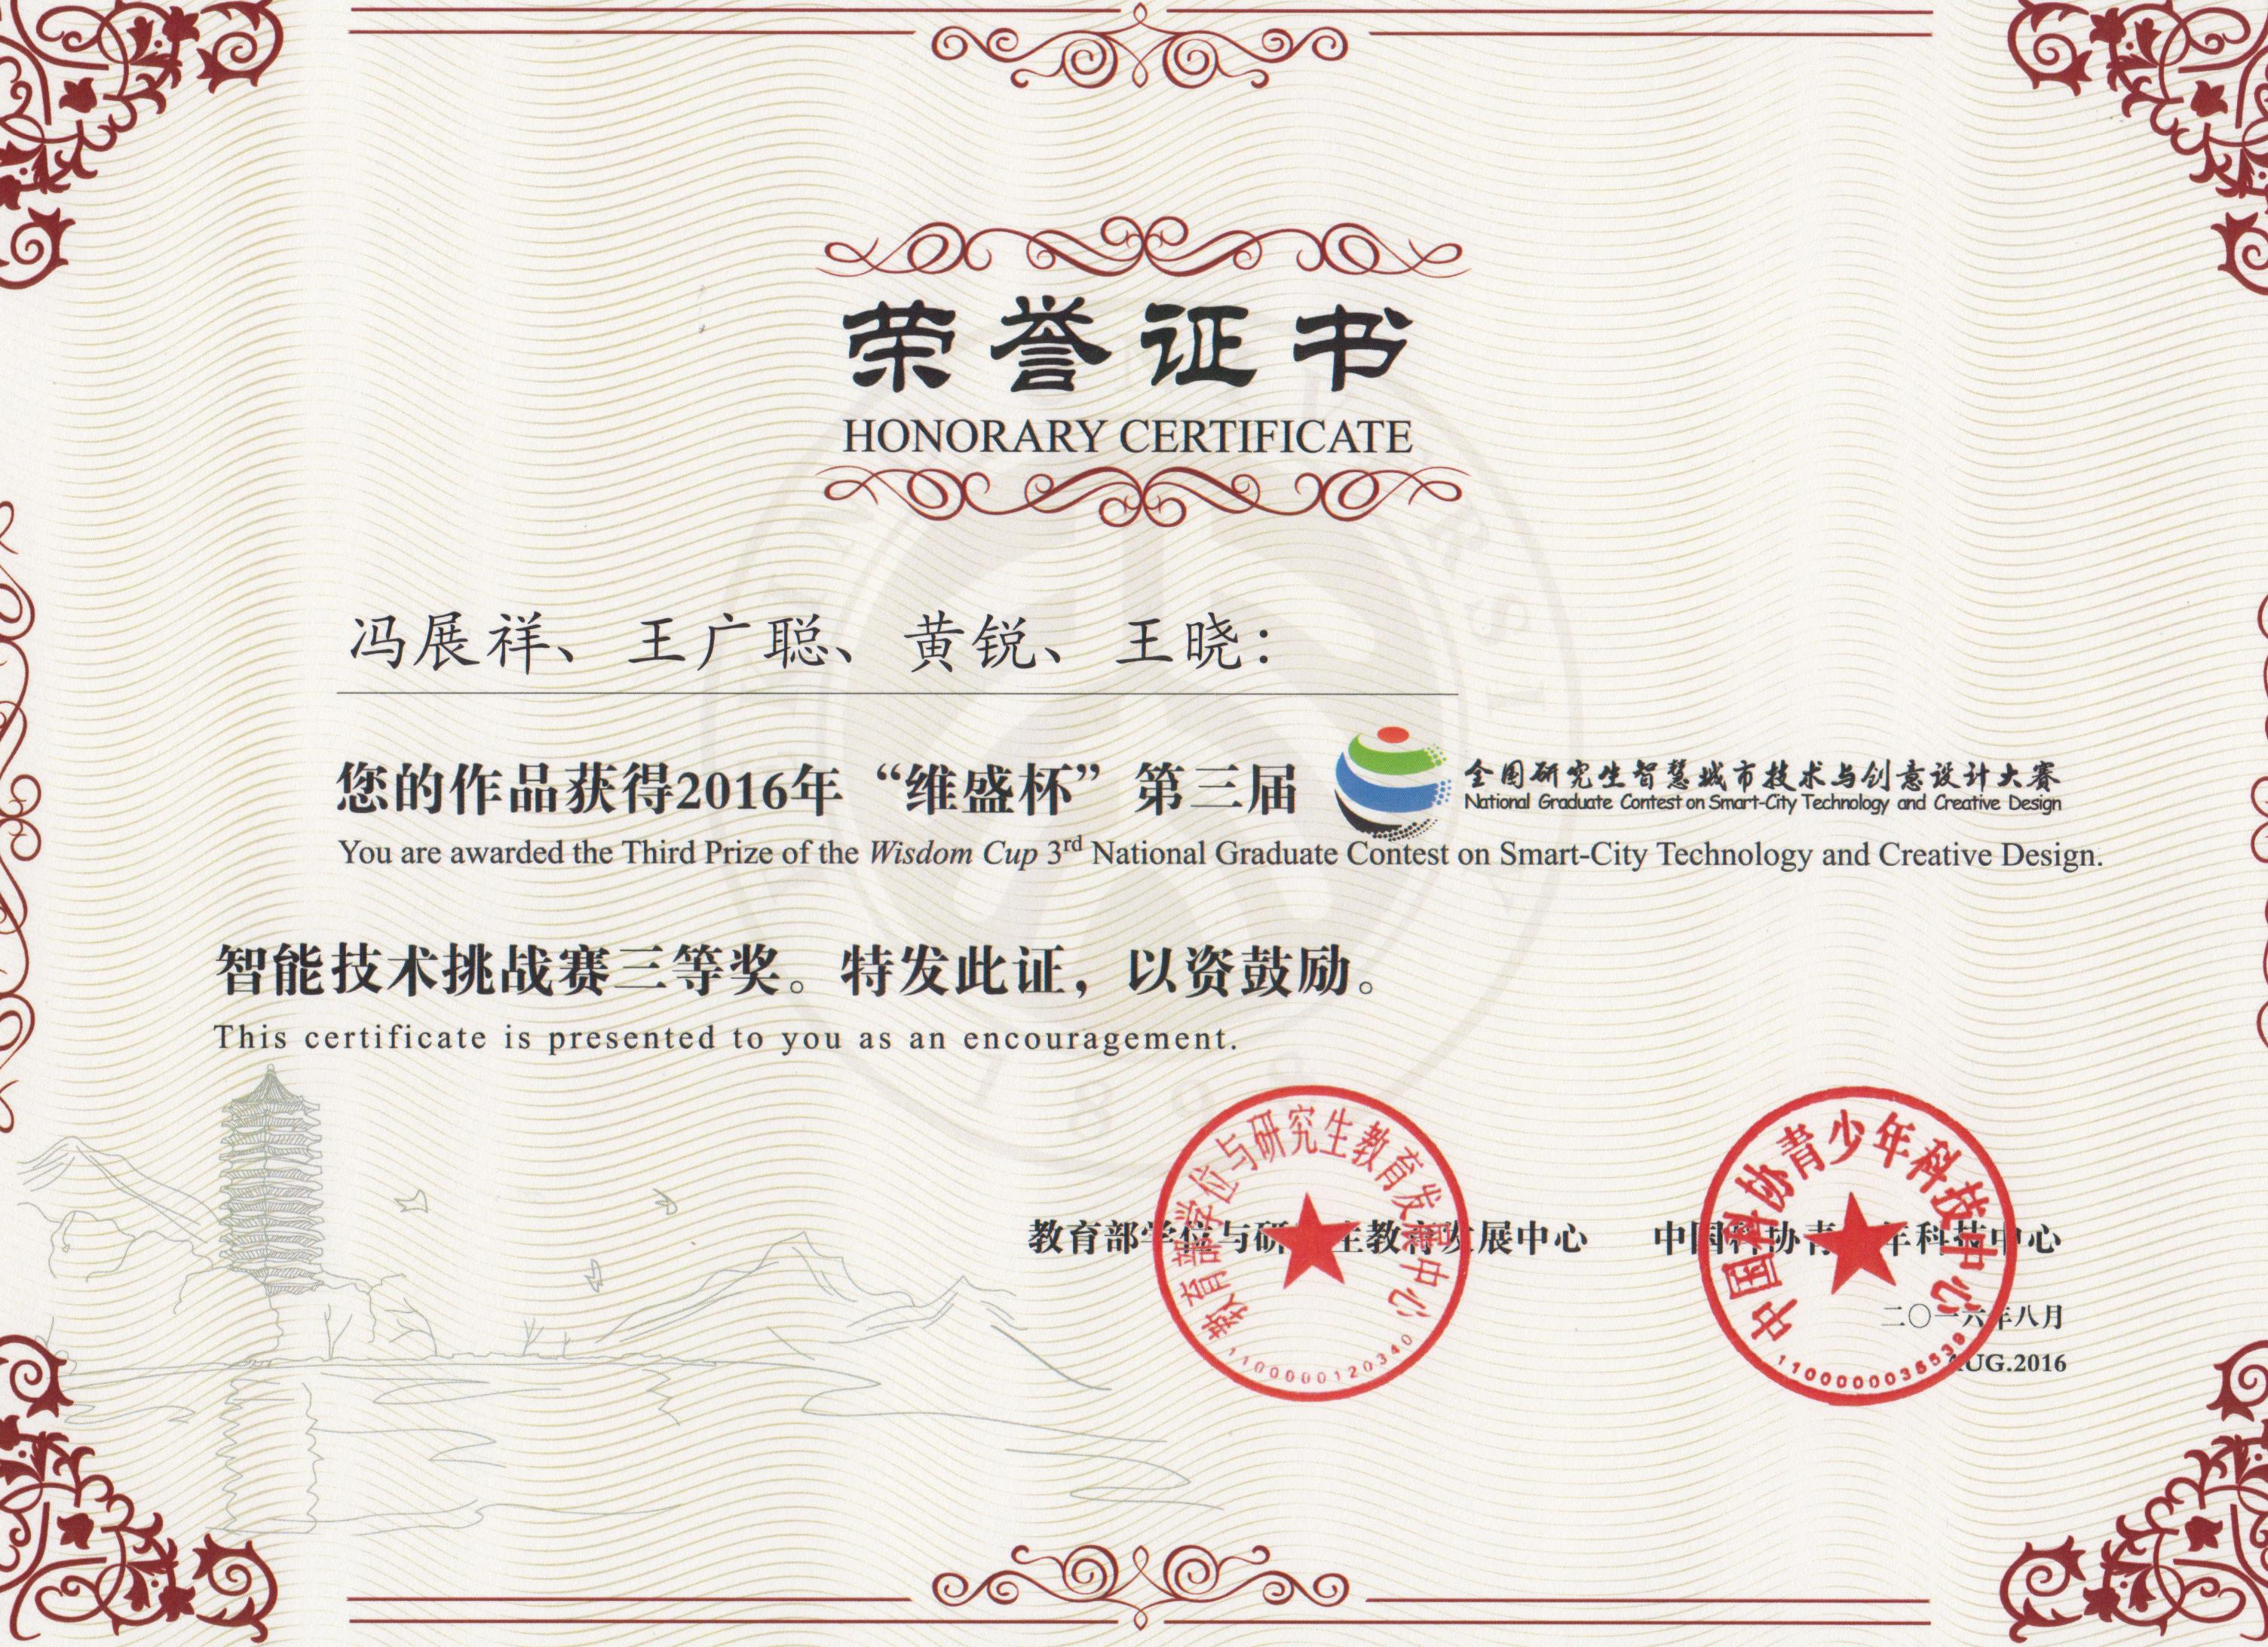 荣誉证书
HONORARY CERTIFICATE
冯展祥、王广聪、黄锐、王晓：
您的作品获得2016年“维盛杯”第三届 全国研究生智慧城市技术与创意设计大赛
National Graduate Contest on Smart-City Technology and Creative Design
You are awarded the Third Prize of the Wisdom Cup 3rd National Graduate Contest on Smart-City Technology and Creative Design.
智能技术挑战赛三等奖。特发此证，以资鼓励。
This certificate is presented to you as an encouragement.
教育部学位与研究生教育发展中心
1100000120340
教育部学位与研究生教育发展中心 中国科协青少年科技中心
中国科协青少年科技中心
二〇一六年八月
AUG.2016